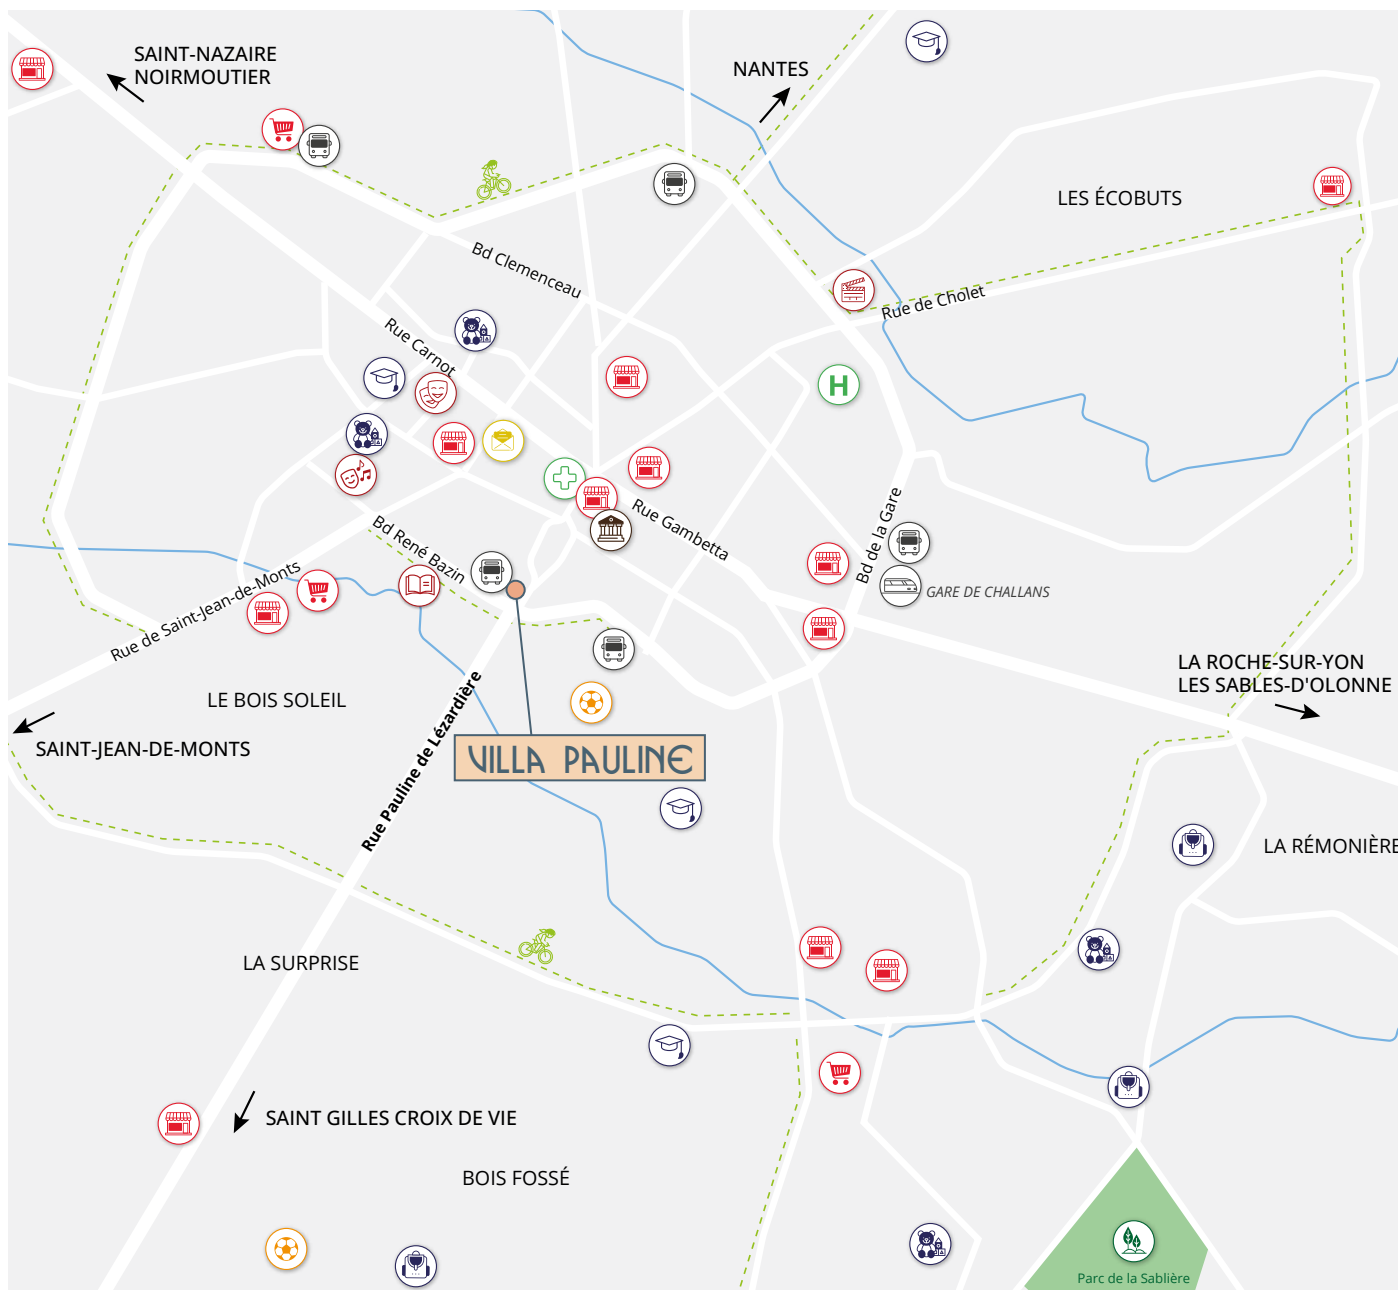 SAINT-NAZAIRE
NOIRMOUTIER
NANTES
LES ÉCOBUTS
Bd Clemenceau
Rue de Cholet
Rue Carnot
H
Rue Gambetta
Bd de la Gare
Bd René Bazin
GARE DE CHALLANS
Rue de Saint-Jean-de-Monts
LA ROCHE-SUR-YON
LES SABLES-D'OLONNE
LE BOIS SOLEIL
SAINT-JEAN-DE-MONTS
Rue Pauline de Lézardière
VILLA PAULINE
LA RÉMONIÈRE
LA SURPRISE
SAINT GILLES CROIX DE VIE
BOIS FOSSÉ
Parc de la Sablière